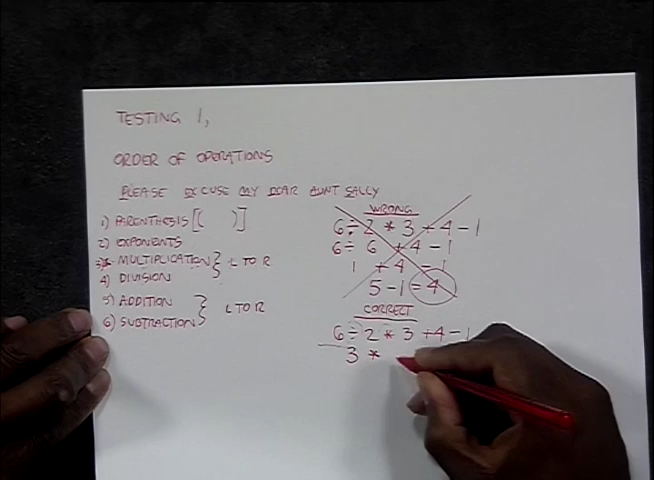 TESTING 1,
ORDER OF OPERATIONS
PLEASE EXCUSE MY DEAR AUNT SALLY
1) PARENTHESIS [( )]
2) EXPONENTS
3) MULTIPLICATION } L TO R
4) DIVISION
5) ADDITION } L TO R
6) SUBTRACTION
WRONG
6 ÷ 2 * 3 + 4 - 1
6 ÷ 6 + 4 - 1
1 + 4 - 1
5 - 1 = 4
CORRECT
6 ÷ 2 * 3 + 4 - 1
3 *